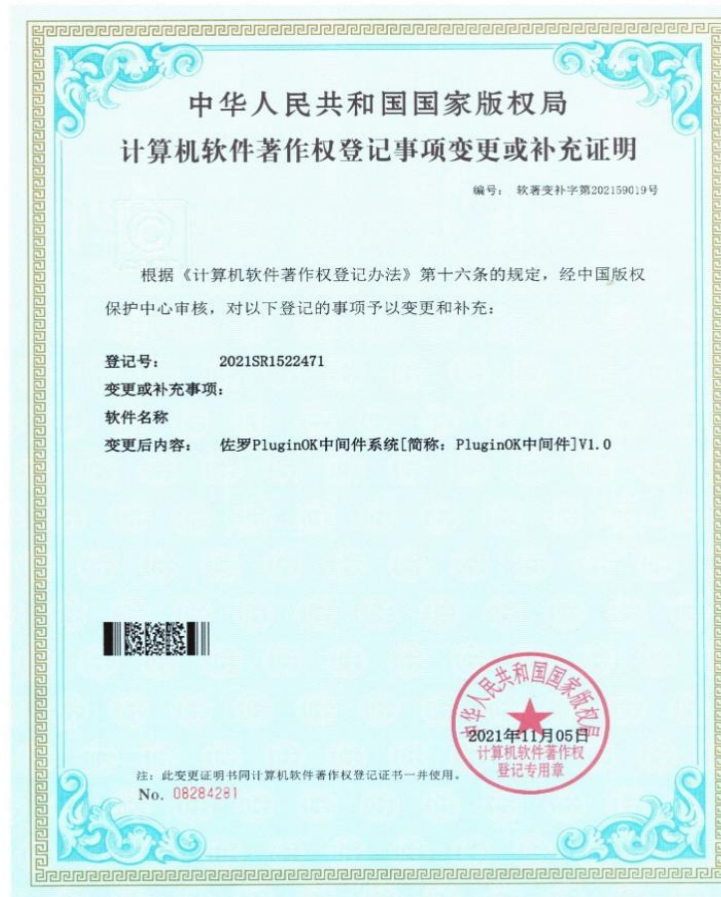 中华人民共和国国家版权局
计算机软件著作权登记事项变更或补充证明
编号： 软著变补字第202159019号
根据《计算机软件著作权登记办法》第十六条的规定，经中国版权
保护中心审核，对以下登记的事项予以变更和补充：
登记号： 2021SR1522471
变更或补充事项：
软件名称
变更后内容： 佐罗PluginOK中间件系统[简称：PluginOK中间件]V1.0
中华人民共和国国家版权局
2021年11月05日
计算机软件著作权
登记专用章
注：此变更证明书同计算机软件著作权登记证书一并使用。
No. 08284281